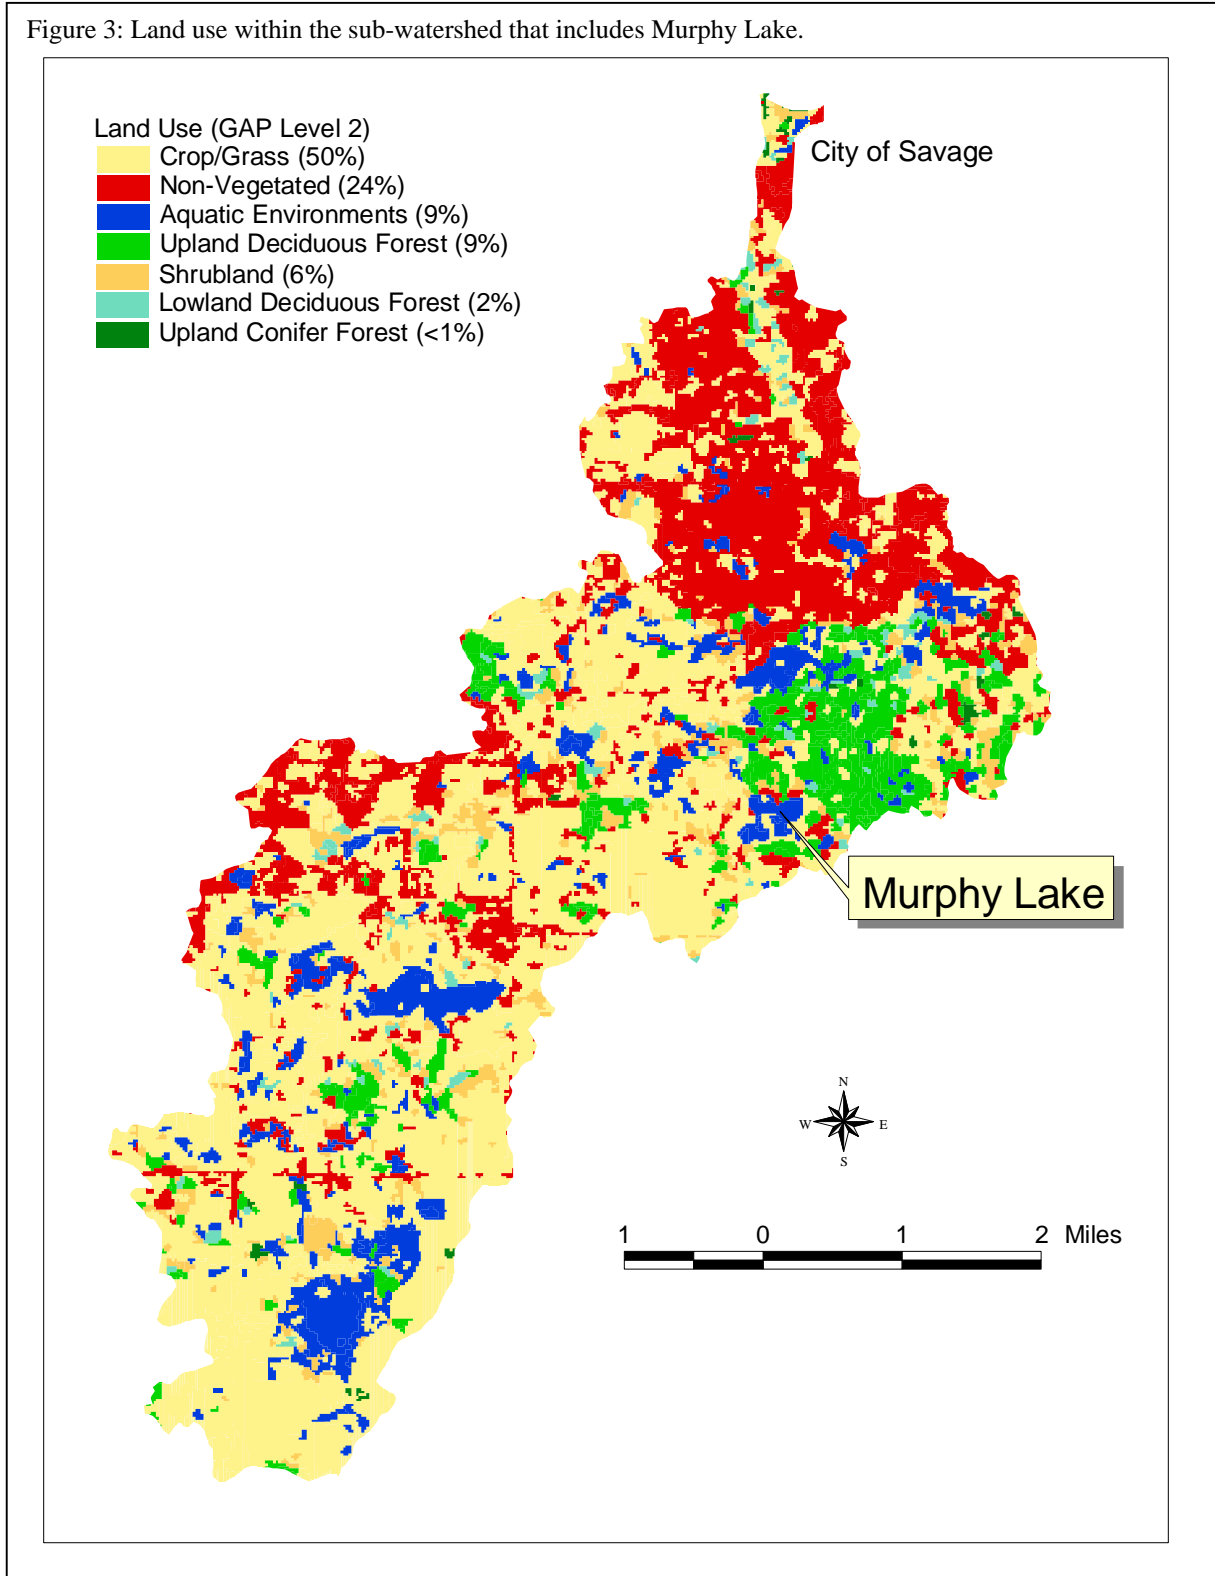 Figure 3: Land use within the sub-watershed that includes Murphy Lake.
Land Use (GAP Level 2)
Crop/Grass (50%)
Non-Vegetated (24%)
Aquatic Environments (9%)
Upland Deciduous Forest (9%)
Shrubland (6%)
Lowland Deciduous Forest (2%)
Upland Conifer Forest (<1%)
City of Savage
Murphy Lake
N
W E
S
1 0 1 2 Miles